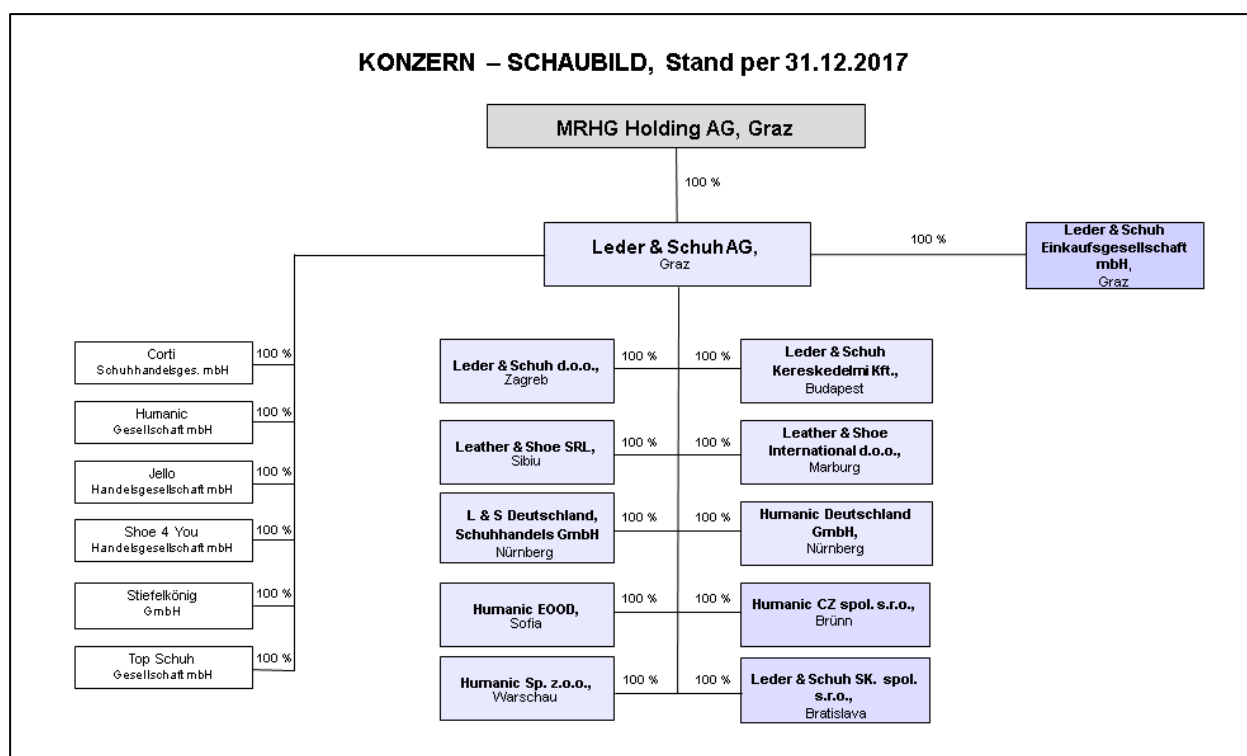 KONZERN – SCHAUBILD, Stand per 31.12.2017
MRHG Holding AG, Graz
100 %
Leder & Schuh AG,
Graz
100 %
Leder & Schuh
Einkaufsgesellschaft
mbH,
Graz
Corti
Schuhhandelsges. mbH
100 %
Humanic
Gesellschaft mbH
100 %
Jello
Handelsgesellschaft mbH
100 %
Shoe 4 You
Handelsgesellschaft mbH
100 %
Stiefelkönig
GmbH
100 %
Top Schuh
Gesellschaft mbH
100 %
Leder & Schuh d.o.o.,
Zagreb
100 %
100 %
Leder & Schuh
Kereskedelmi Kft.,
Budapest
Leather & Shoe SRL,
Sibiu
100 %
100 %
Leather & Shoe
International d.o.o.,
Marburg
L & S Deutschland,
Schuhhandels GmbH
Nürnberg
100 %
100 %
Humanic Deutschland
GmbH,
Nürnberg
Humanic EOOD,
Sofia
100 %
100 %
Humanic CZ spol. s.r.o.,
Brünn
Humanic Sp. z.o.o.,
Warschau
100 %
100 %
Leder & Schuh SK. spol.
s.r.o.,
Bratislava